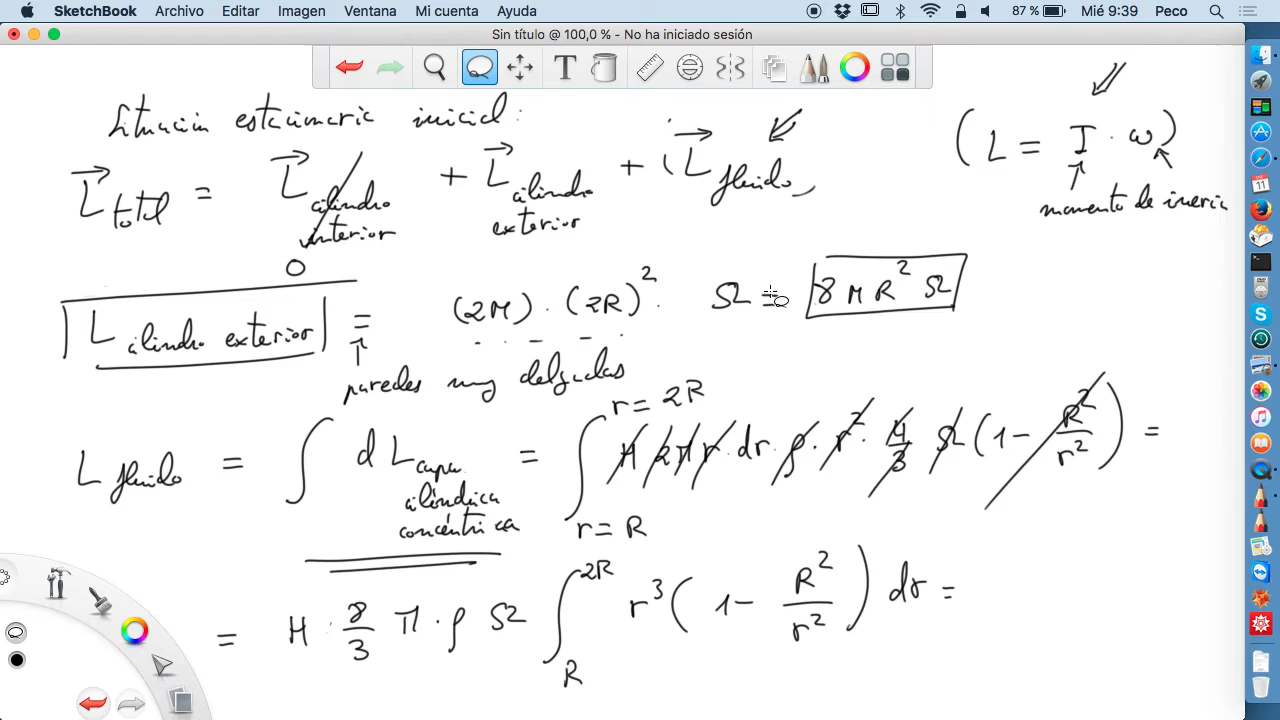 SketchBook Archivo Editar Imagen Ventana Mi cuenta Ayuda 87 % Mié 9:39 Peco
Sin título @ 100,0 % - No ha iniciado sesión
T
Situación estacionaria inicial:
L total = L cilindro interior + L cilindro exterior + (L fluido)
0
(L = I · ω)
momento de inercia
L cilindro exterior = (2M) · (2R)² · Ω = 8 M R² Ω
paredes muy delgadas
L fluido = ∫ d L capa cilíndrica concéntrica = ∫ r=R r=2R H 2π r dr · ρ · r² · 4/3 Ω (1 - R²/r²) =
= H · 8/3 π · ρ Ω ∫ R 2R r³ (1 - R²/r²) dr =